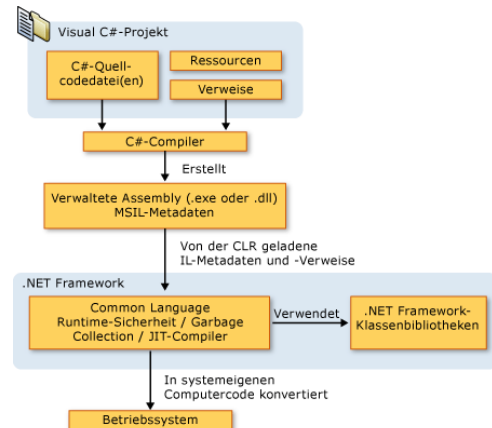 Visual C#-Projekt
C#-Quell-
codedatei(en)
Ressourcen
Verweise
C#-Compiler
Erstellt
Verwaltete Assembly (.exe oder .dll)
MSIL-Metadaten
Von der CLR geladene
IL-Metadaten und -Verweise
.NET Framework
Common Language
Runtime-Sicherheit / Garbage
Collection / JIT-Compiler
Verwendet
.NET Framework-
Klassenbibliotheken
In systemeigenen
Computercode konvertiert
Betriebssystem